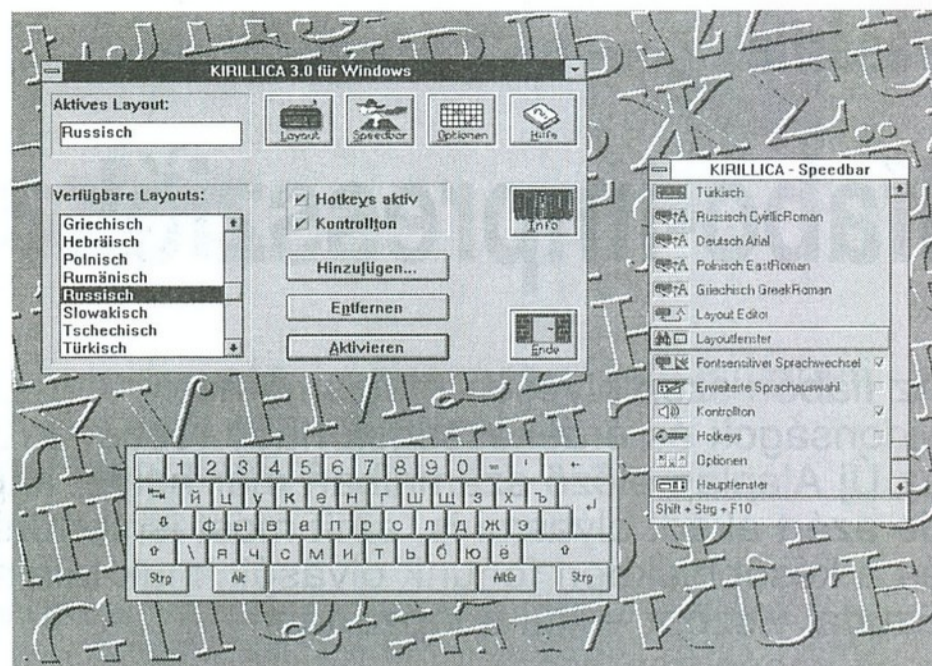 KIRILLICA 3.0 für Windows
Aktives Layout:
Russisch
Layout
Speedbar
Optionen
Hilfe
Verfügbare Layouts:
Griechisch
Hebräisch
Polnisch
Rumänisch
Russisch
Slowakisch
Tschechisch
Türkisch
Hotkeys aktiv
Kontrollton
Hinzufügen...
Entfernen
Aktivieren
Info
Ende
KIRILLICA - Speedbar
Türkisch
Russisch CyrillicRoman
Deutsch Arial
Polnisch EastRoman
Griechisch GreekRoman
Layout Editor
Layoutfenster
Fontsensitiver Sprachwechsel
Erweiterte Sprachauswahl
Kontrollton
Hotkeys
Optionen
Hauptfenster
Shift + Strg + F10
1 2 3 4 5 6 7 8 9 0 = '
й ц у к е н г ш щ з х ъ
ф ы в а п р о л д ж э
\ я ч с м и т ь б ю ё
Strg Alt AltGr Strg